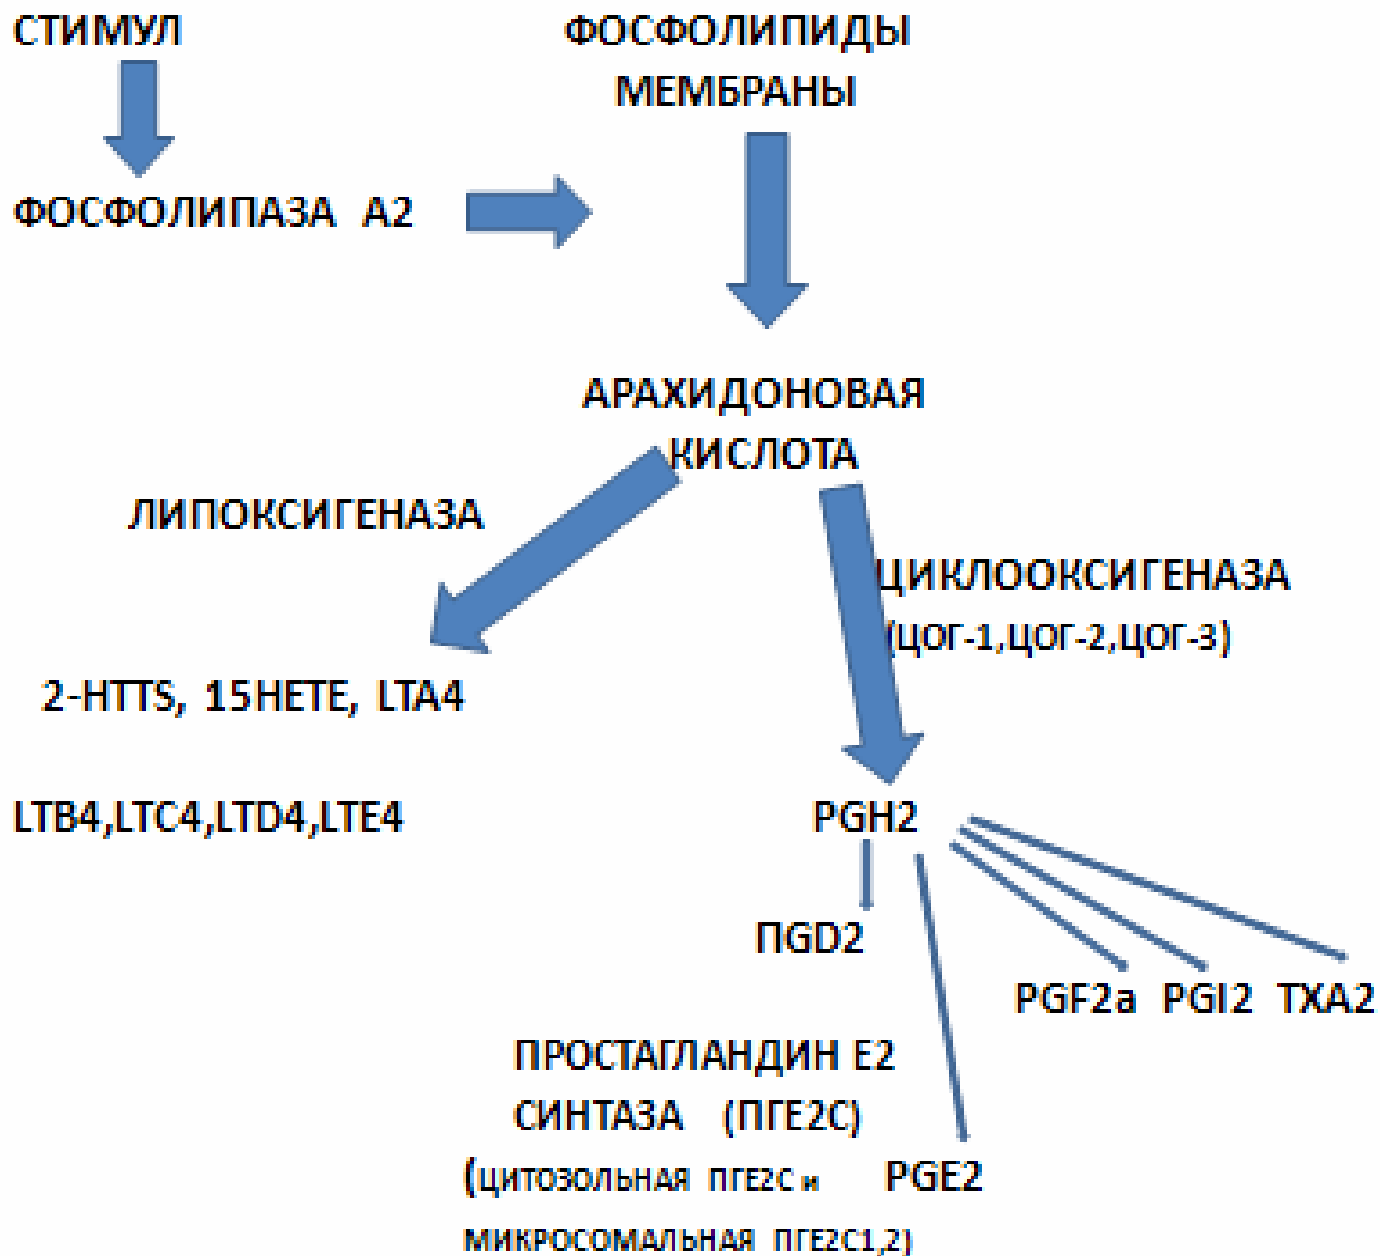 СТИМУЛ
ФОСФОЛИПИДЫ
МЕМБРАНЫ
ФОСФОЛИПАЗА А2
АРАХИДОНОВАЯ
КИСЛОТА
ЛИПОКСИГЕНАЗА
ЦИКЛООКСИГЕНАЗА
(ЦОГ-1,ЦОГ-2,ЦОГ-3)
2-HTTS, 15HETE, LTA4
LTB4,LTC4,LTD4,LTE4
PGH2
ПGD2
PGF2a PGI2 TXA2
ПРОСТАГЛАНДИН Е2
СИНТАЗА (ПГЕ2С)
(ЦИТОЗОЛЬНАЯ ПГЕ2С и
PGE2
МИКРОСОМАЛЬНАЯ ПГЕ2С1,2)